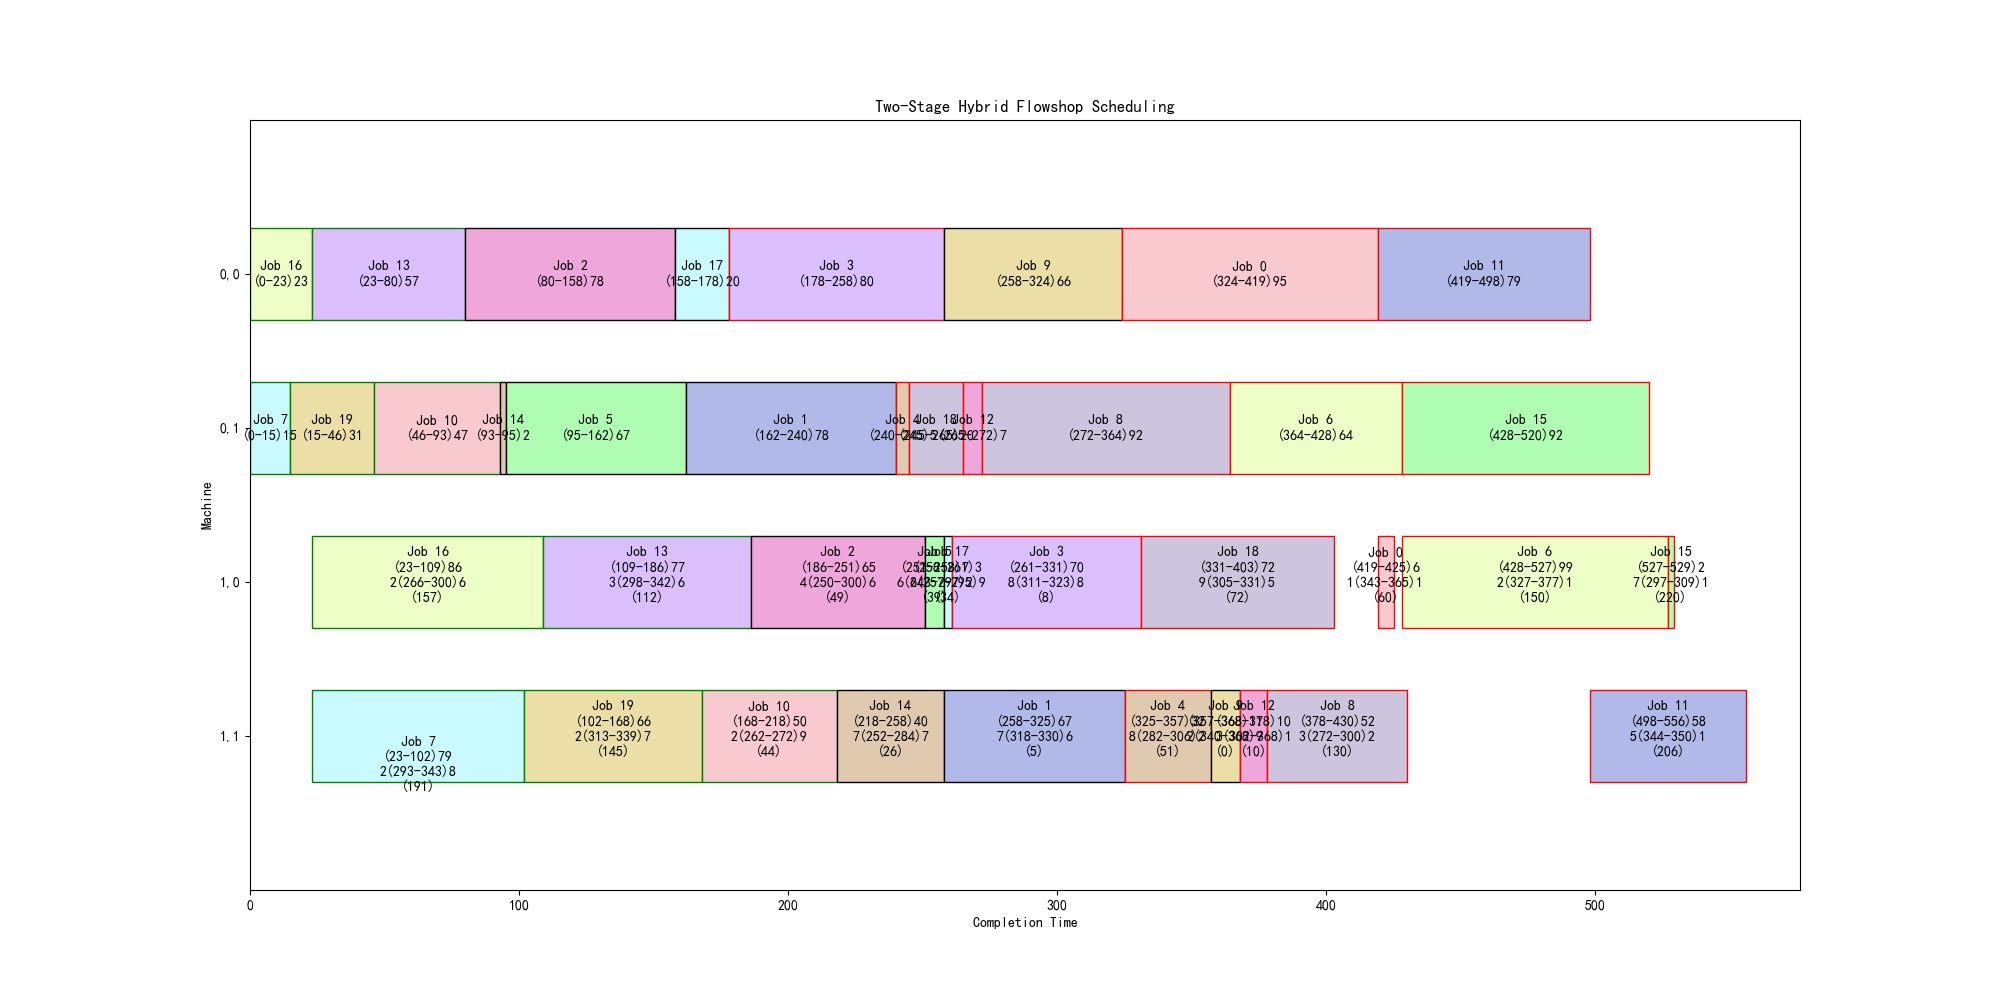 Two-Stage Hybrid Flowshop Scheduling
0,0
Job 16
(0-23)23
Job 13
(23-80)57
Job 2
(80-158)78
Job 17
(158-178)20
Job 3
(178-258)80
Job 9
(258-324)66
Job 0
(324-419)95
Job 11
(419-498)79
0,1
Job 7
(0-15)15
Job 19
(15-46)31
Job 10
(46-93)47
Job 14
(93-95)2
Job 5
(95-162)67
Job 1
(162-240)78
Job 4
Job 18
Job 12
Job 8
(272-364)92
Job 6
(364-428)64
Job 15
(428-520)92
1,0
Job 16
(23-109)86
2(266-300)6
(157)
Job 13
(109-186)77
3(298-342)6
(112)
Job 2
(186-251)65
4(250-300)6
(49)
Job 3
(261-331)70
8(311-323)8
(8)
Job 18
(331-403)72
9(305-331)5
(72)
Job 0
(419-425)6
1(343-365)1
(60)
Job 6
(428-527)99
2(327-377)1
(150)
Job 15
(527-529)2
7(297-309)1
(220)
1,1
Job 7
(23-102)79
2(293-343)8
(191)
Job 19
(102-168)66
2(313-339)7
(145)
Job 10
(168-218)50
2(262-272)9
(44)
Job 14
(218-258)40
7(252-284)7
(26)
Job 1
(258-325)67
7(318-330)6
(5)
Job 4
(325-357)32
8(282-306)2
(51)
(0)
Job 12
(368-378)10
(10)
Job 8
(378-430)52
3(272-300)2
(130)
Job 11
(498-556)58
5(344-350)1
(206)
Machine
0
100
200
300
400
500
Completion Time